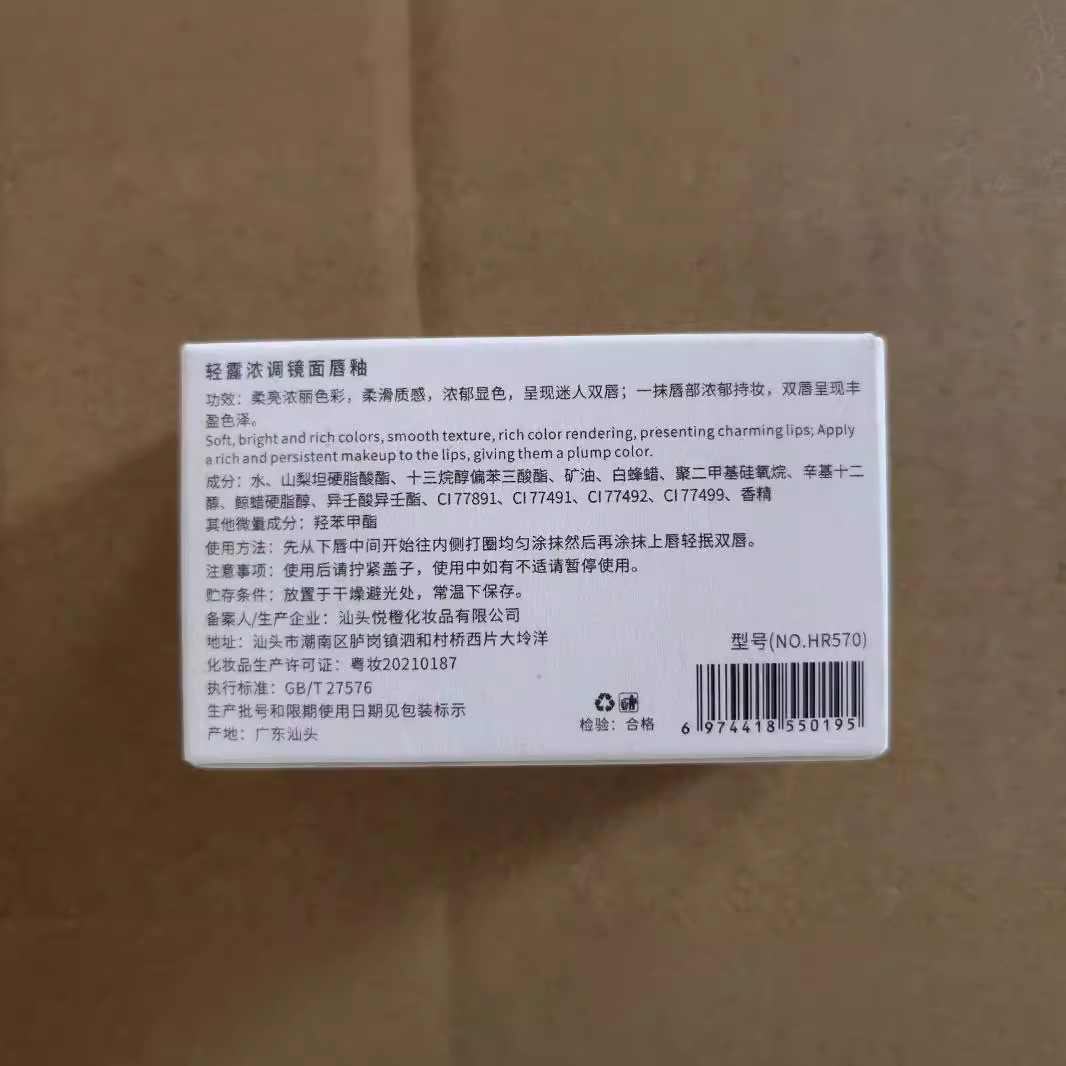 轻露浓调镜面唇釉
功效：柔亮浓丽色彩，柔滑质感，浓郁显色，呈现迷人双唇；一抹唇部浓郁持妆，双唇呈现丰
盈色泽。
Soft, bright and rich colors, smooth texture, rich color rendering, presenting charming lips; Apply
a rich and persistent makeup to the lips, giving them a plump color.
成分：水、山梨坦硬脂酸酯、十三烷醇偏苯三酸酯、矿油、白蜂蜡、聚二甲基硅氧烷、辛基十二
醇、鲸蜡硬脂醇、异壬酸异壬酯、CI 77891、CI 77491、CI 77492、CI 77499、香精
其他微量成分：羟苯甲酯
使用方法：先从下唇中间开始往内侧打圈均匀涂抹然后再涂抹上唇轻抿双唇。
注意事项：使用后请拧紧盖子，使用中如有不适请暂停使用。
贮存条件：放置于干燥避光处，常温下保存。
备案人/生产企业：汕头悦橙化妆品有限公司
地址：汕头市潮南区胪岗镇泗和村桥西片大坽洋
化妆品生产许可证：粤妆20210187
执行标准：GB/T 27576
生产批号和限期使用日期见包装标示
产地：广东汕头
型号(NO.HR570)
检验：合格
6 974418 550195